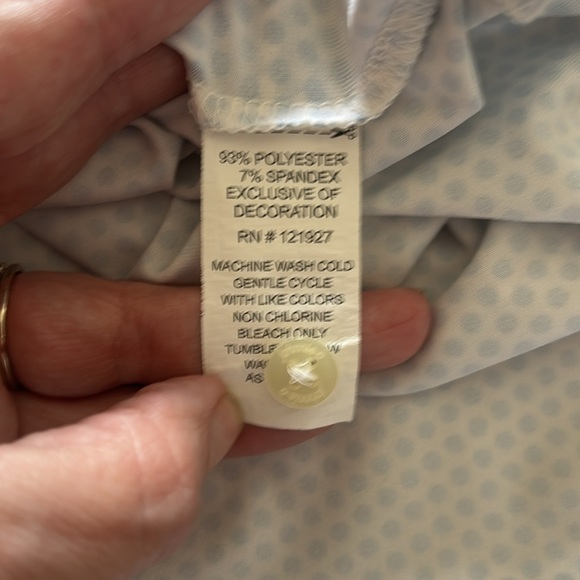 93% POLYESTER
7% SPANDEX
EXCLUSIVE OF
DECORATION
RN # 121927
MACHINE WASH COLD
GENTLE CYCLE
WITH LIKE COLORS
NON CHLORINE
BLEACH ONLY
TUMBLE
AS